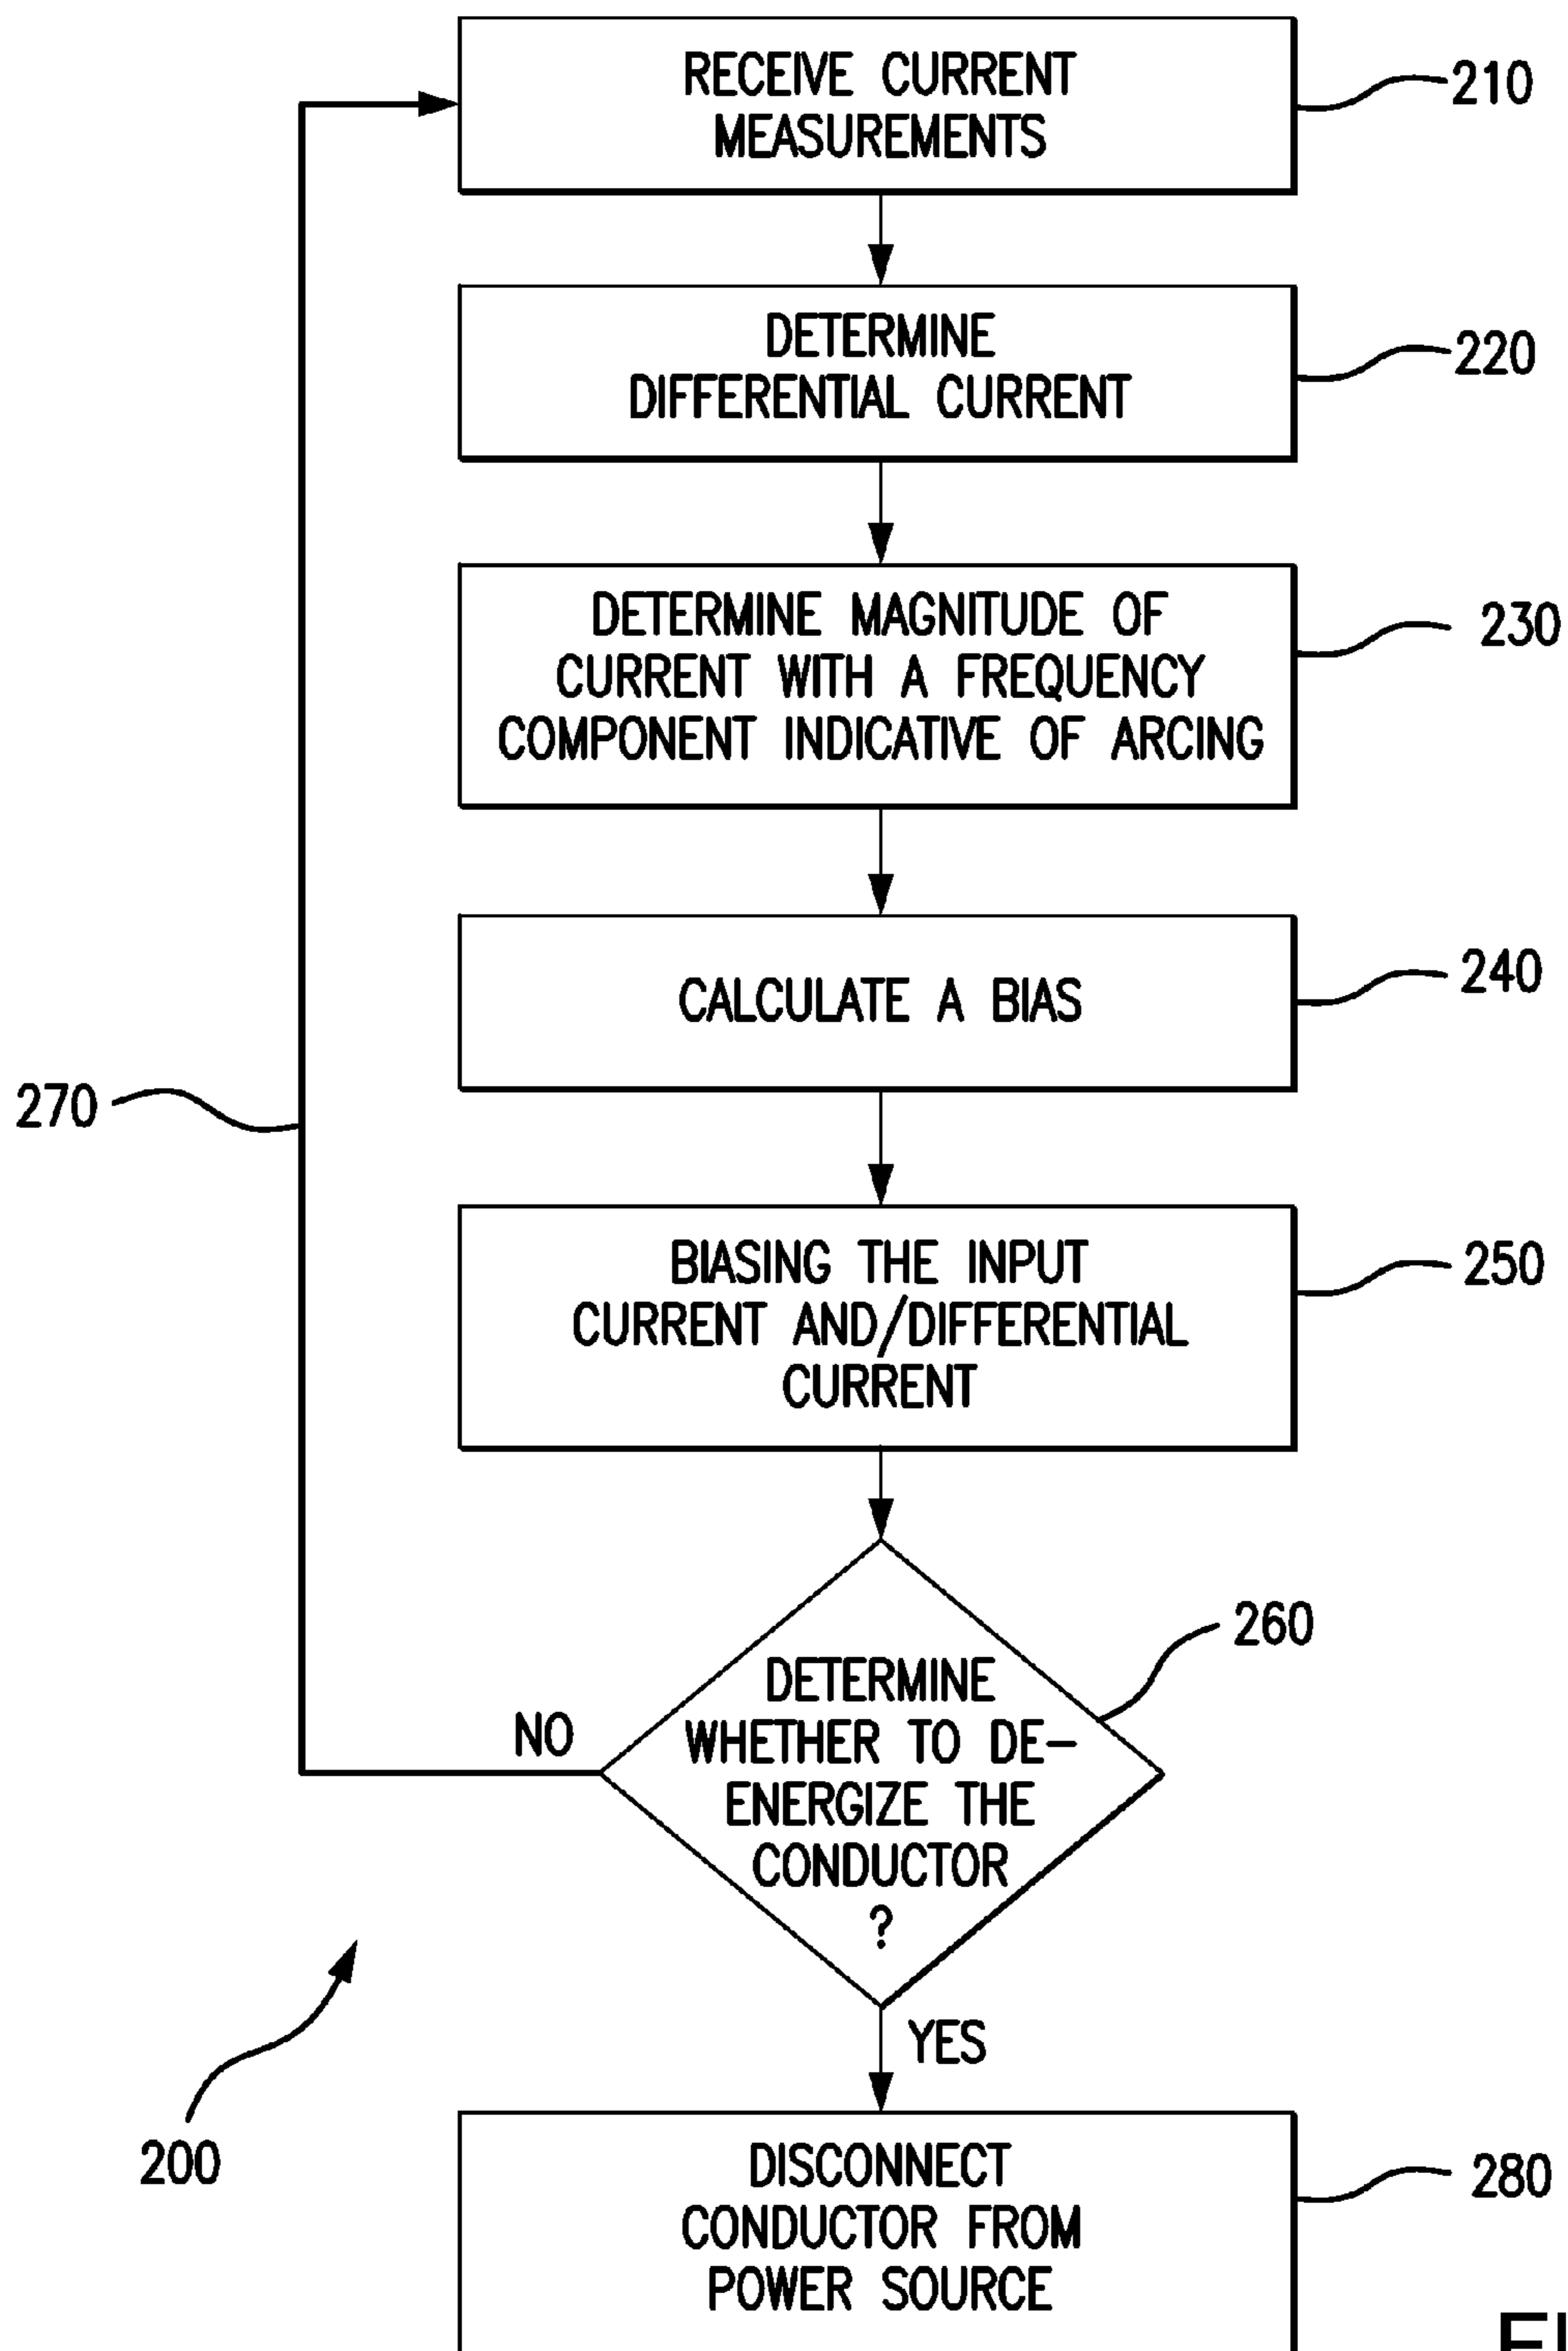 RECEIVE CURRENT
MEASUREMENTS
210
DETERMINE
DIFFERENTIAL CURRENT
220
DETERMINE MAGNITUDE OF
CURRENT WITH A FREQUENCY
COMPONENT INDICATIVE OF ARCING
230
CALCULATE A BIAS
240
270
BIASING THE INPUT
CURRENT AND/DIFFERENTIAL
CURRENT
250
260
DETERMINE
WHETHER TO DE-
ENERGIZE THE
CONDUCTOR
?
NO
YES
200
DISCONNECT
CONDUCTOR FROM
POWER SOURCE
280